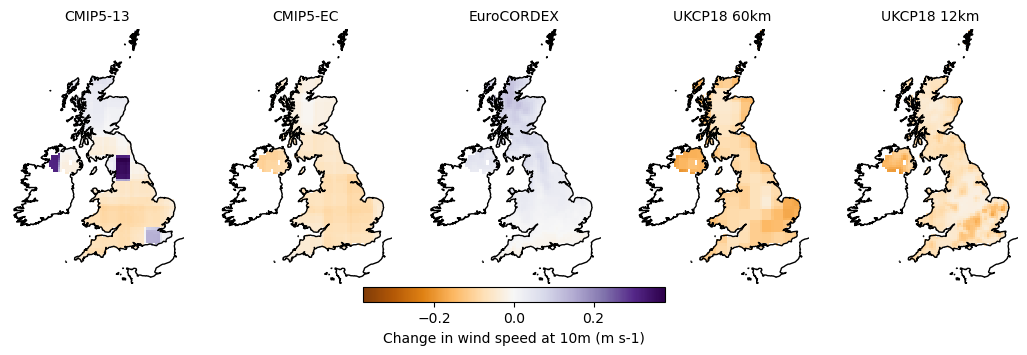 CMIP5-13
CMIP5-EC
EuroCORDEX
UKCP18 60km
UKCP18 12km
−0.2
0.0
0.2
Change in wind speed at 10m (m s-1)